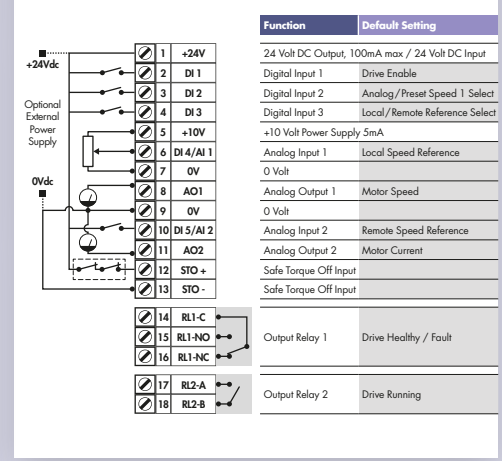 Function Default Setting
+24Vdc
Optional
External
Power
Supply
0Vdc
1 +24V 24 Volt DC Output, 100mA max / 24 Volt DC Input
2 DI 1 Digital Input 1 Drive Enable
3 DI 2 Digital Input 2 Analog/Preset Speed 1 Select
4 DI 3 Digital Input 3 Local/Remote Reference Select
5 +10V +10 Volt Power Supply 5mA
6 DI 4/AI 1 Analog Input 1 Local Speed Reference
7 0V 0 Volt
8 AO1 Analog Output 1 Motor Speed
9 0V 0 Volt
10 DI 5/AI 2 Analog Input 2 Remote Speed Reference
11 AO2 Analog Output 2 Motor Current
12 STO + Safe Torque Off Input
13 STO - Safe Torque Off Input
14 RL1-C
15 RL1-NO Output Relay 1 Drive Healthy / Fault
16 RL1-NC
17 RL2-A
Output Relay 2 Drive Running
18 RL2-B